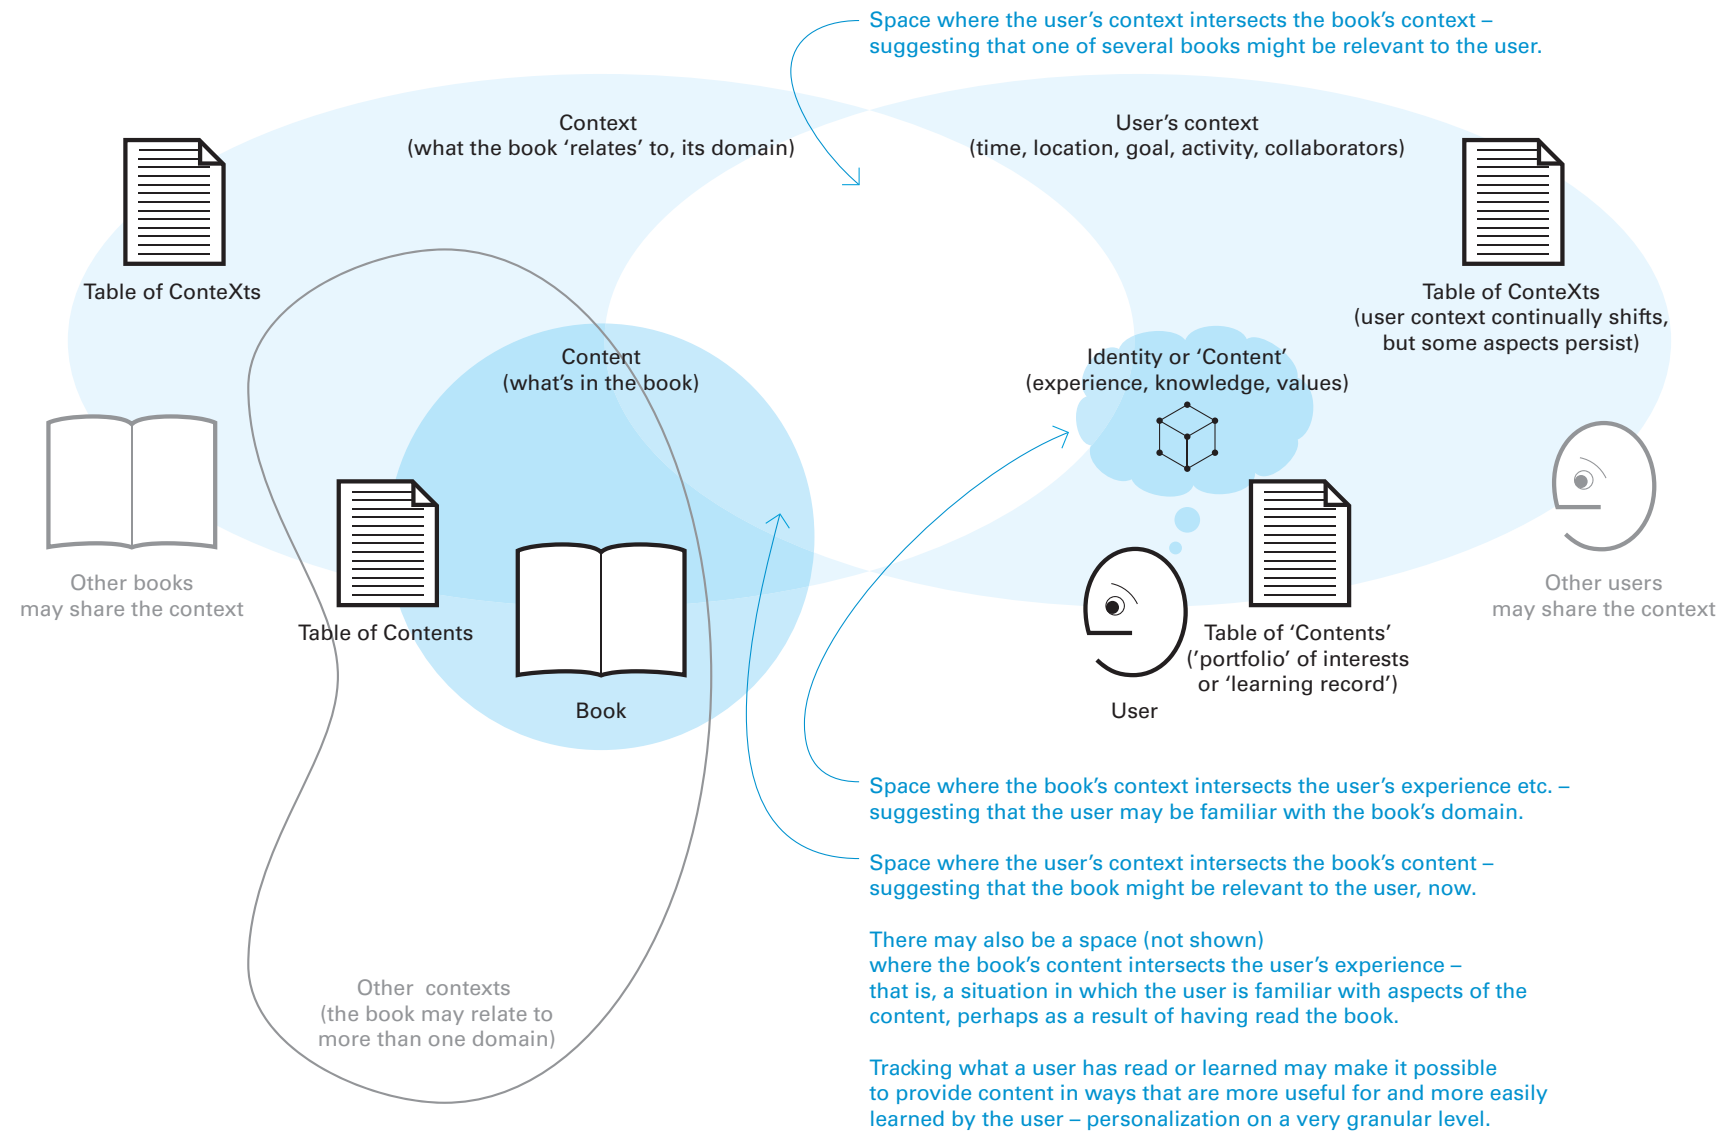 Space where the user’s context intersects the book’s context –
suggesting that one of several books might be relevant to the user.
Context
(what the book ‘relates’ to, its domain)
User’s context
(time, location, goal, activity, collaborators)
Table of ConteXts
Table of ConteXts
(user context continually shifts,
but some aspects persist)
Content
(what’s in the book)
Identity or ‘Content’
(experience, knowledge, values)
Other books
may share the context
Table of Contents
Book
User
Table of ‘Contents’
(’portfolio’ of interests
or ‘learning record’)
Other users
may share the context
Space where the book’s context intersects the user’s experience etc. –
suggesting that the user may be familiar with the book’s domain.
Space where the user’s context intersects the book’s content –
suggesting that the book might be relevant to the user, now.
There may also be a space (not shown)
where the book’s content intersects the user’s experience –
that is, a situation in which the user is familiar with aspects of the
content, perhaps as a result of having read the book.
Other contexts
(the book may relate to
more than one domain)
Tracking what a user has read or learned may make it possible
to provide content in ways that are more useful for and more easily
learned by the user – personalization on a very granular level.